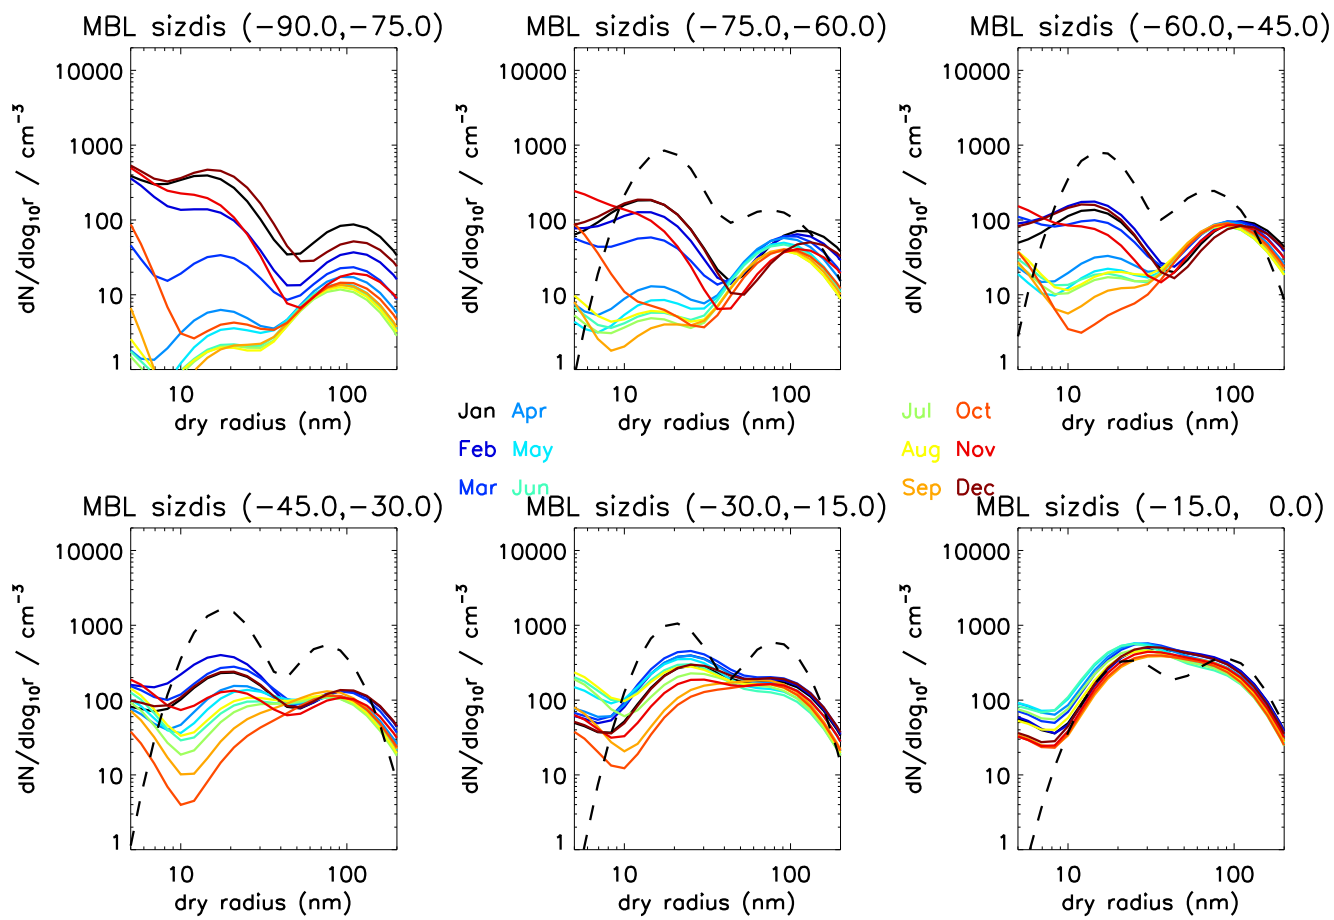 MBL sizdis (−90.0,−75.0)
10000
1000
100
10
1
dN/dlog10r / cm−3
10 100
dry radius (nm)
MBL sizdis (−75.0,−60.0)
10000
1000
100
10
1
dN/dlog10r / cm−3
10 100
dry radius (nm)
MBL sizdis (−60.0,−45.0)
10000
1000
100
10
1
dN/dlog10r / cm−3
10 100
dry radius (nm)
Jan Apr
Feb May
Mar Jun
Jul Oct
Aug Nov
Sep Dec
MBL sizdis (−45.0,−30.0)
10000
1000
100
10
1
dN/dlog10r / cm−3
10 100
dry radius (nm)
MBL sizdis (−30.0,−15.0)
10000
1000
100
10
1
dN/dlog10r / cm−3
10 100
dry radius (nm)
MBL sizdis (−15.0, 0.0)
10000
1000
100
10
1
dN/dlog10r / cm−3
10 100
dry radius (nm)